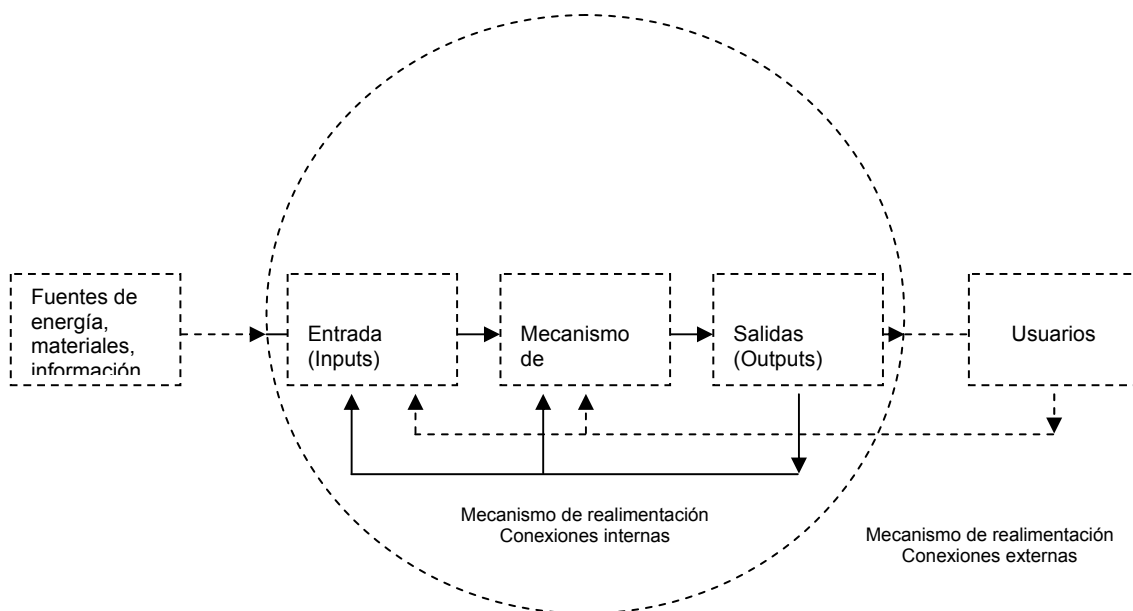 Fuentes de
energía,
materiales,
información
Entrada
(Inputs)
Mecanismo
de
Salidas
(Outputs)
Usuarios
Mecanismo de realimentación
Conexiones internas
Mecanismo de realimentación
Conexiones externas